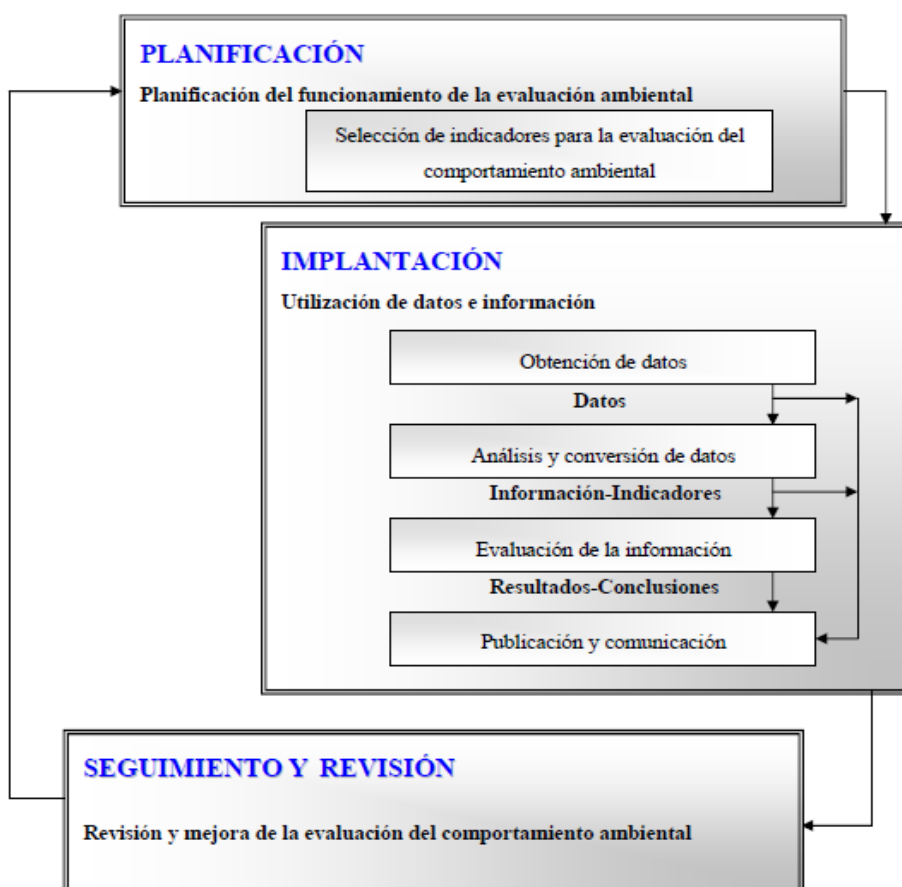 PLANIFICACIÓN
Planificación del funcionamiento de la evaluación ambiental
Selección de indicadores para la evaluación del
comportamiento ambiental
IMPLANTACIÓN
Utilización de datos e información
Obtención de datos
Datos
Análisis y conversión de datos
Información-Indicadores
Evaluación de la información
Resultados-Conclusiones
Publicación y comunicación
SEGUIMIENTO Y REVISIÓN
Revisión y mejora de la evaluación del comportamiento ambiental